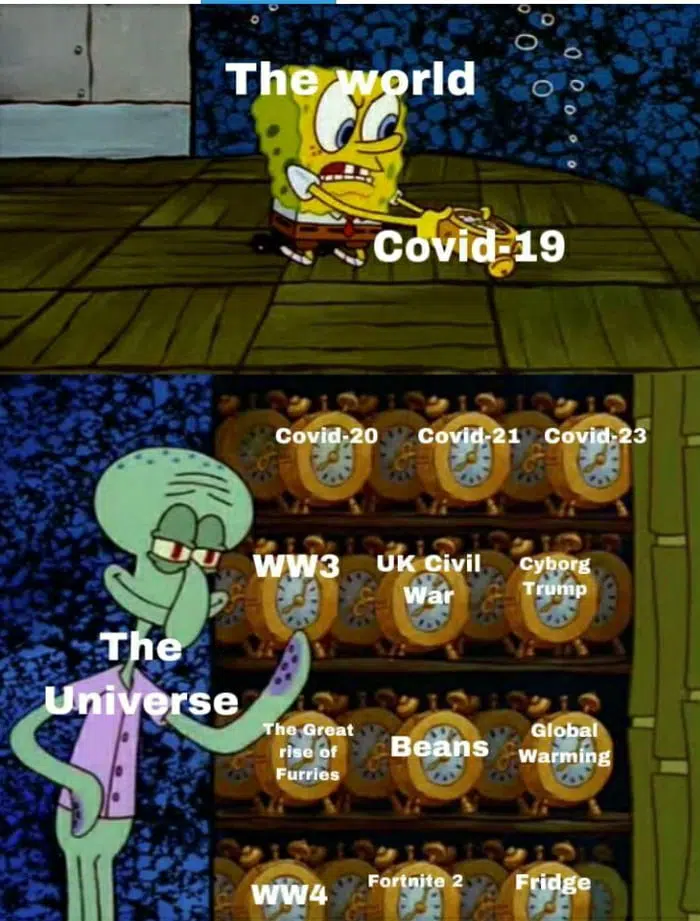 The world
Covid-19
Covid-20 Covid-21 Covid-23
WW3 UK Civil War Cyborg Trump
The Universe
The Great rise of Furries Beans Global Warming
WW4 Fortnite 2 Fridge